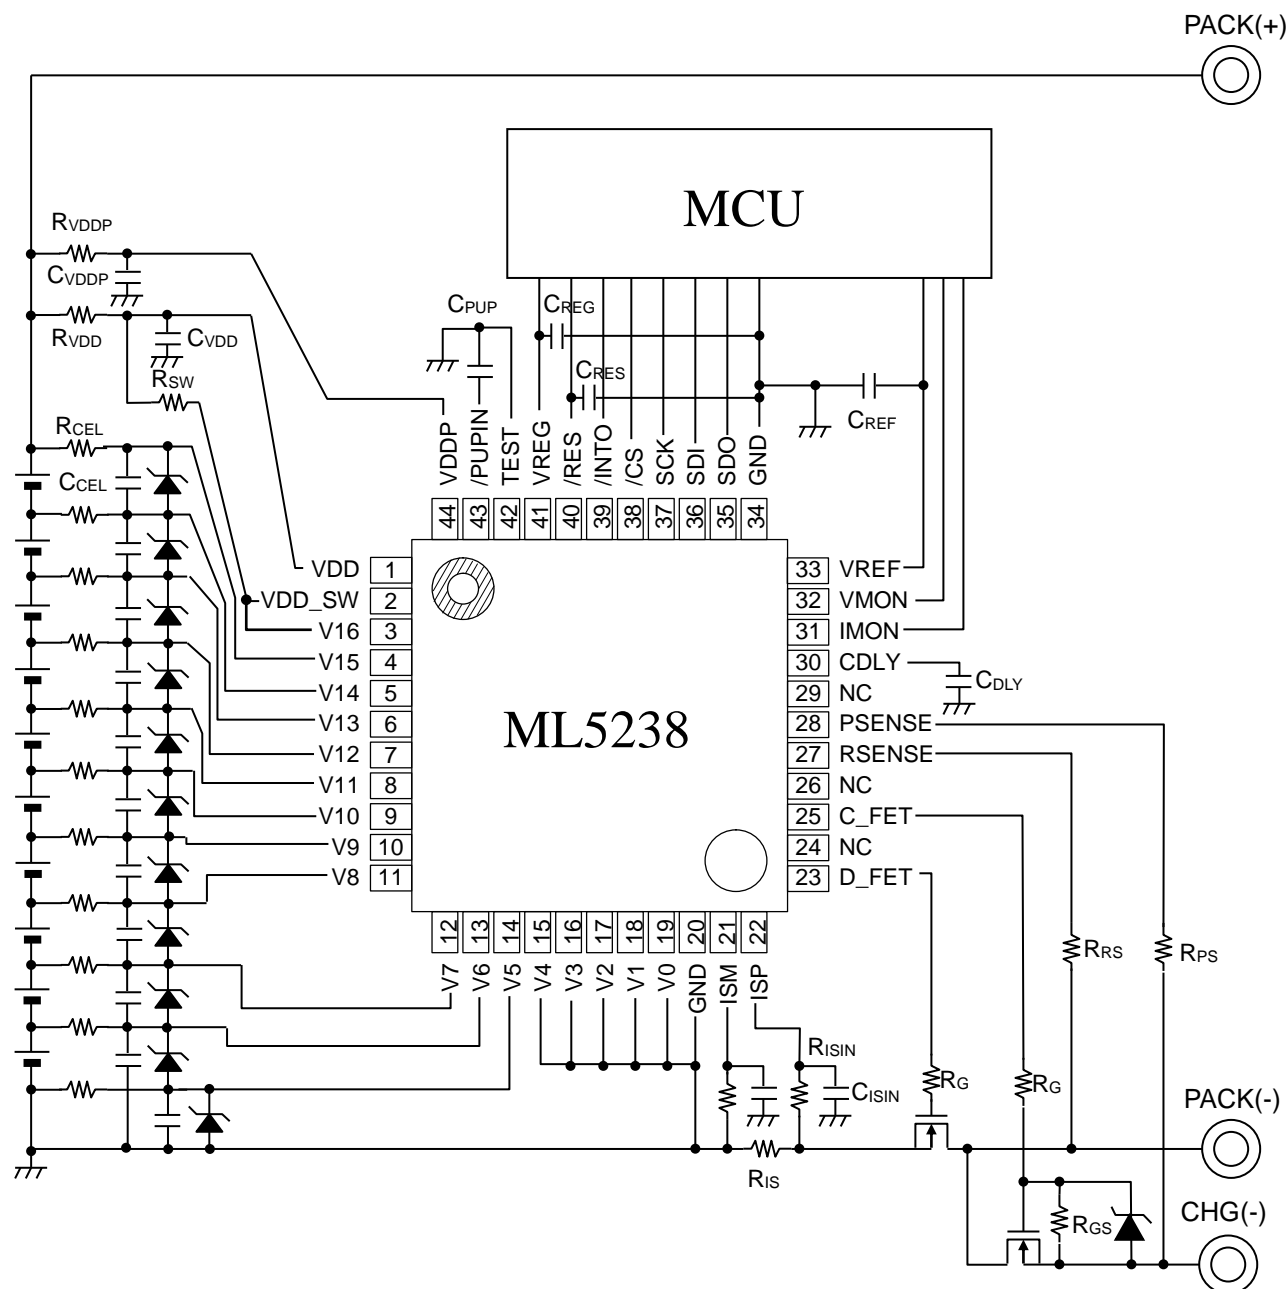 PACK(+)
MCU
RVDDP
CVDDP
RVDD
CVDD
RSW
RCEL
CCEL
CPUP
CREG
CRES
CREF
VDDP
/PUPIN
TEST
VREG
/RES
/INTO
/CS
SCK
SDI
SDO
GND
44
43
42
41
40
39
38
37
36
35
34
VDD 1
VDD_SW 2
V16 3
V15 4
V14 5
V13 6
V12 7
V11 8
V10 9
V9 10
V8 11
ML5238
33 VREF
32 VMON
31 IMON
30 CDLY
CDLY
29 NC
28 PSENSE
27 RSENSE
26 NC
25 C_FET
24 NC
23 D_FET
12
13
14
15
16
17
18
19
20
21
22
V7
V6
V5
V4
V3
V2
V1
V0
GND
ISM
ISP
RRS
RPS
RISIN
CISIN
RG
RG
RIS
PACK(-)
RGS
CHG(-)